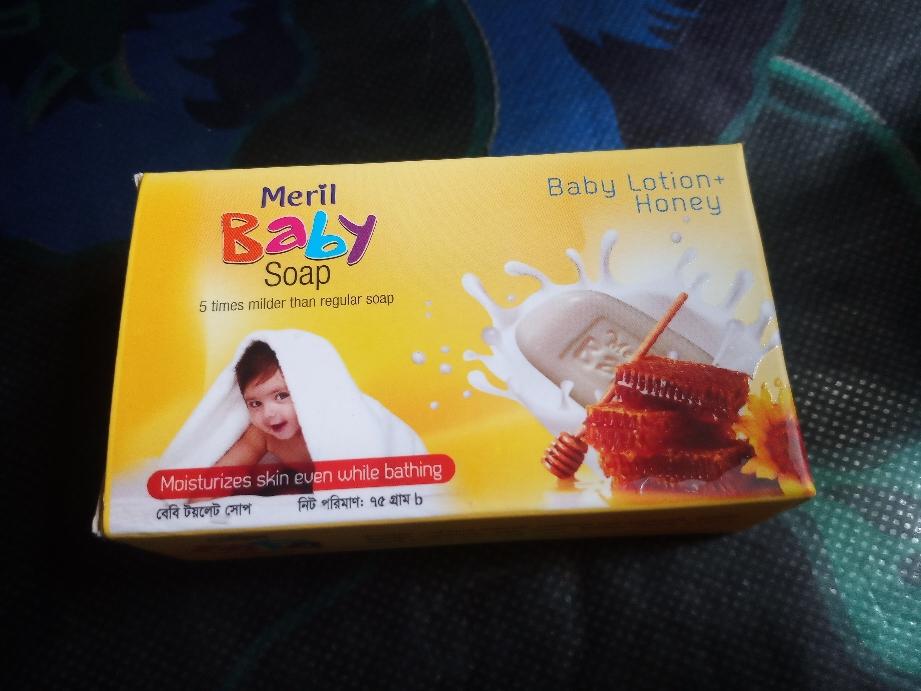 Meril
Baby
Soap
5 times milder than regular soap
Baby Lotion+
Honey
Moisturizes skin even while bathing
বেবি টয়লেট সোপ
নিট পরিমাণ: ৭৫ গ্রাম b